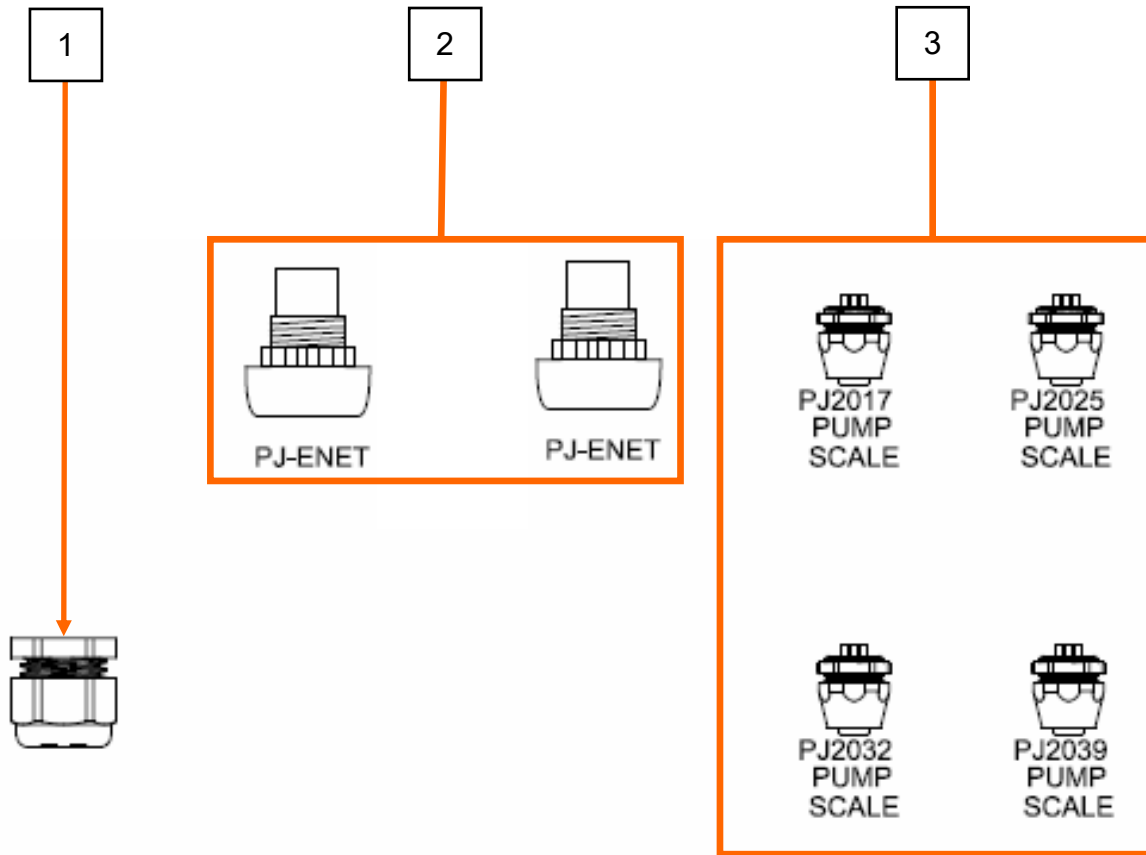 1
2
3
PJ-ENET
PJ-ENET
PJ2017
PUMP
SCALE
PJ2025
PUMP
SCALE
PJ2032
PUMP
SCALE
PJ2039
PUMP
SCALE